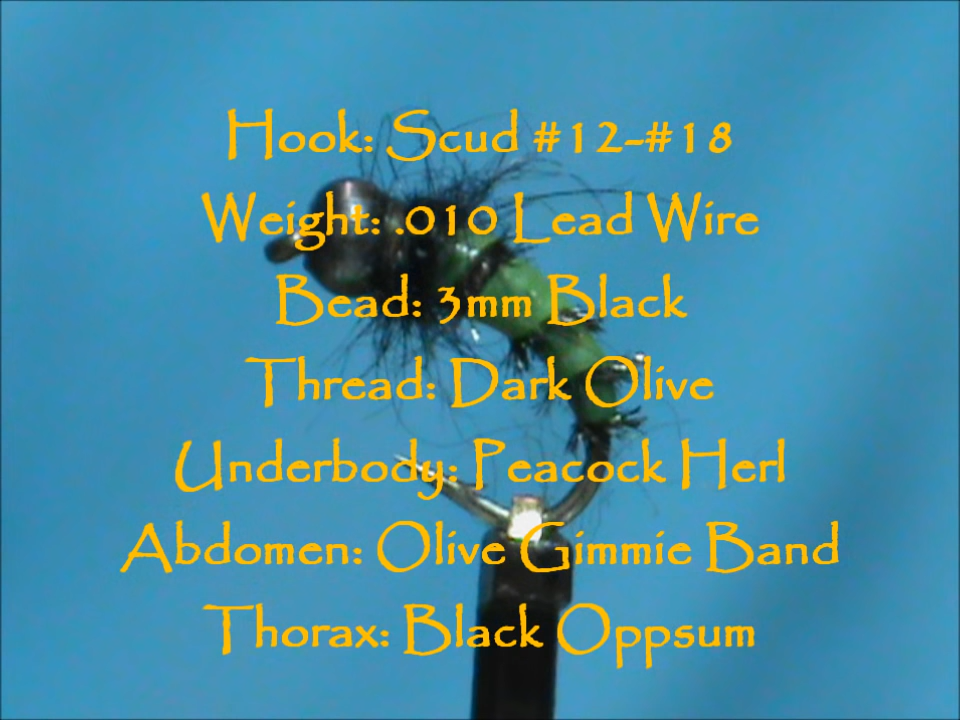 Hook: Scud #12-#18
Weight: .010 Lead Wire
Bead: 3mm Black
Thread: Dark Olive
Underbody: Peacock Herl
Abdomen: Olive Gimmie Band
Thorax: Black Oppsum